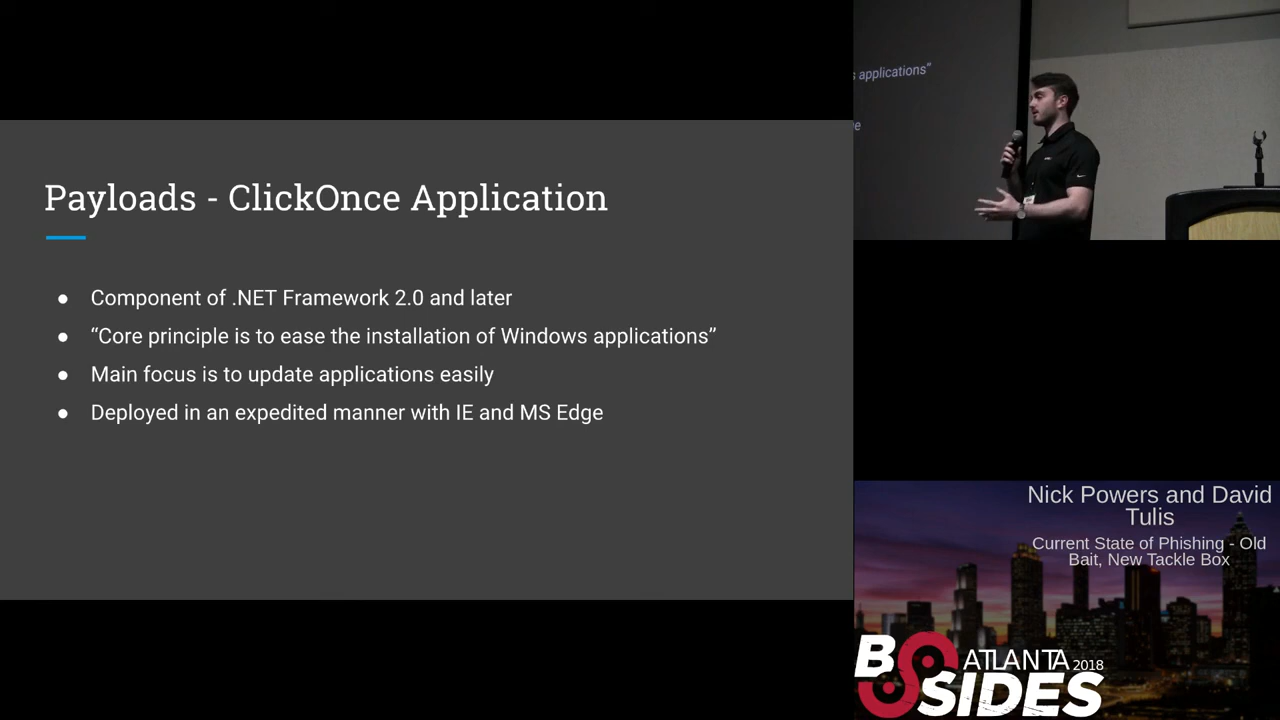 Payloads - ClickOnce Application
● Component of .NET Framework 2.0 and later
● “Core principle is to ease the installation of Windows applications”
● Main focus is to update applications easily
● Deployed in an expedited manner with IE and MS Edge
applications”
Nick Powers and David
Tulis
Current State of Phishing - Old
Bait, New Tackle Box
BSIDES
ATLANTA 2018